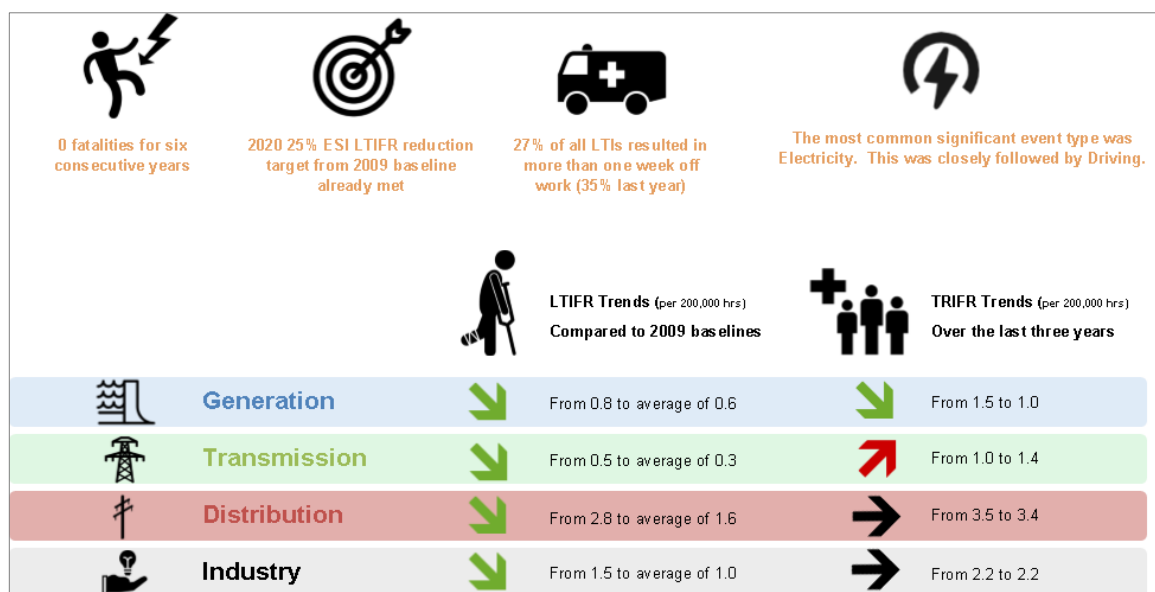 0 fatalities for six
consecutive years
2020 25% ESI LTIFR reduction
target from 2009 baseline
already met
27% of all LTIs resulted in
more than one week off
work (35% last year)
The most common significant event type was
Electricity. This was closely followed by Driving.
LTIFR Trends (per 200,000 hrs)
Compared to 2009 baselines
TRIFR Trends (per 200,000 hrs)
Over the last three years
Generation From 0.8 to average of 0.6 From 1.5 to 1.0
Transmission From 0.5 to average of 0.3 From 1.0 to 1.4
Distribution From 2.8 to average of 1.6 From 3.5 to 3.4
Industry From 1.5 to average of 1.0 From 2.2 to 2.2